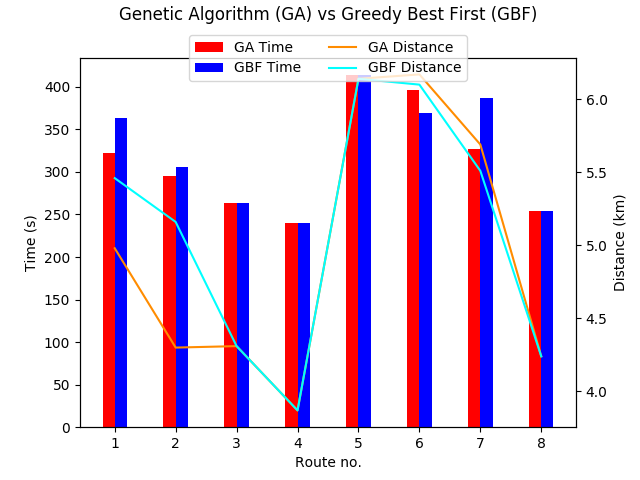 Genetic Algorithm (GA) vs Greedy Best First (GBF)
GA Time
GBF Time
GA Distance
GBF Distance
Time (s)
400
350
300
250
200
150
100
50
0
6.0
5.5
5.0
4.5
4.0
Distance (km)
1 2 3 4 5 6 7 8
Route no.